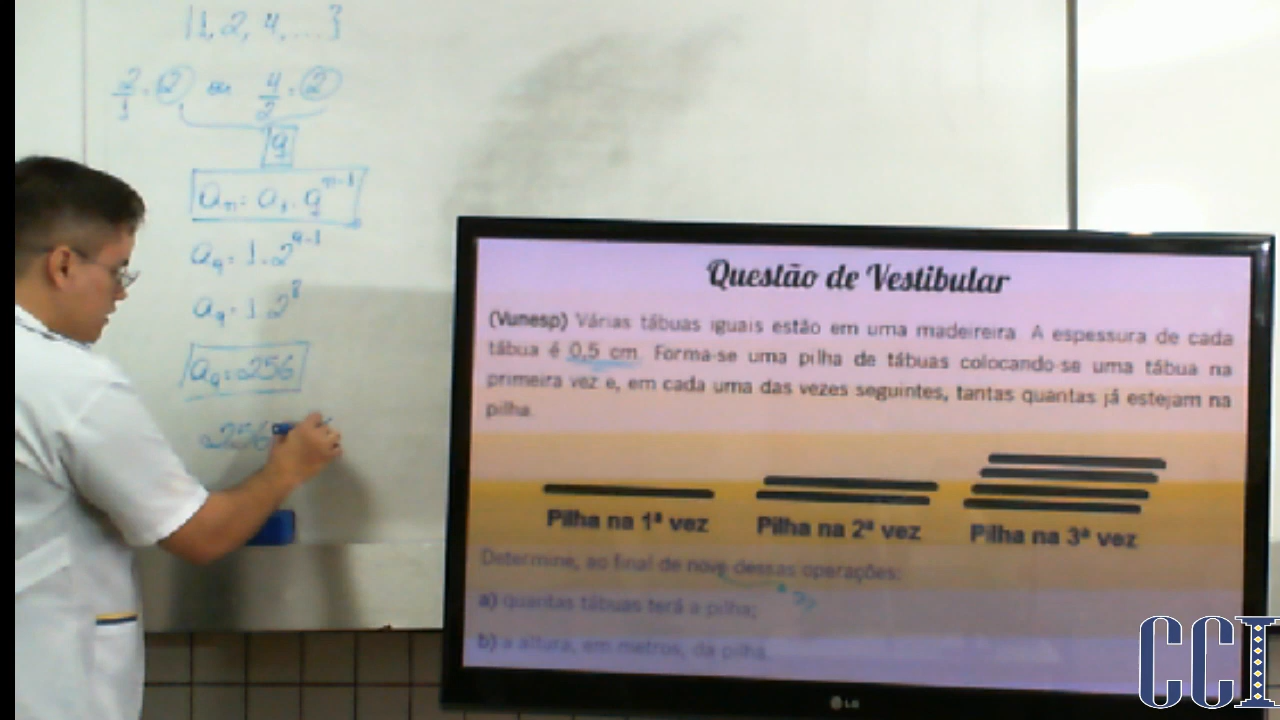 {1, 2, 4, ...}
2/1 = 2 ou 4/2 = 2
q
an = a1 . q^n-1
a9 = 1 . 2^9-1
a9 = 1 . 2^8
a9 = 256
256
Questão de Vestibular
(Vunesp) Várias tábuas iguais estão em uma madeireira. A espessura de cada
tábua é 0,5 cm. Forma-se uma pilha de tábuas colocando-se uma tábua na
primeira vez e, em cada uma das vezes seguintes, tantas quantas já estejam na
pilha.
Pilha na 1ª vez Pilha na 2ª vez Pilha na 3ª vez
Determine, ao final de nove dessas operações:
a) quantas tábuas terá a pilha;
b) a altura, em metros, da pilha.
LG
CCI